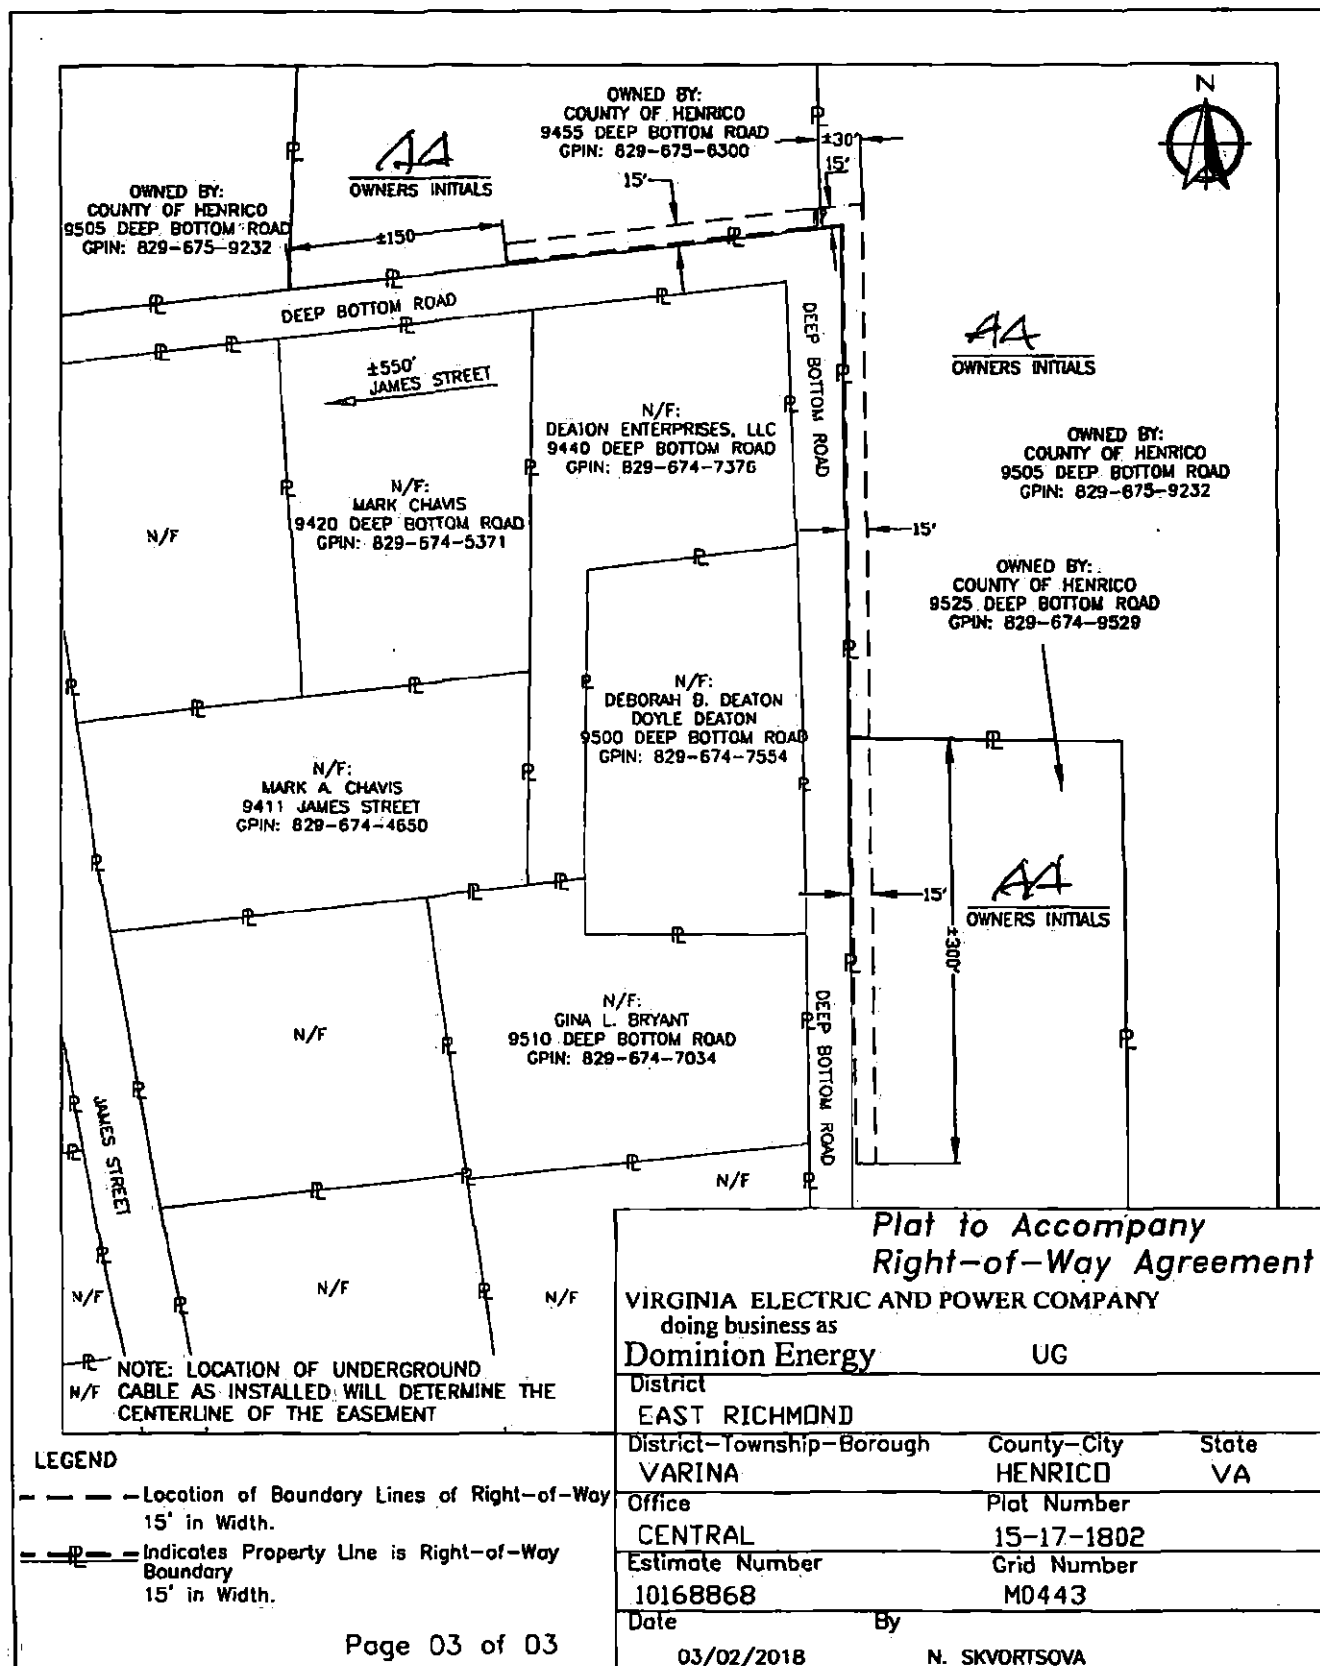 N
OWNED BY:
COUNTY OF HENRICO
9455 DEEP BOTTOM ROAD
GPIN: 829-675-6300
±30'
15'
15'
AA
OWNERS INITIALS
OWNED BY:
COUNTY OF HENRICO
9505 DEEP BOTTOM ROAD
GPIN: 829-675-9232
±150
DEEP BOTTOM ROAD
±550'
JAMES STREET
DEEP BOTTOM ROAD
AA
OWNERS INITIALS
N/F:
DEATON ENTERPRISES, LLC
9440 DEEP BOTTOM ROAD
GPIN: 829-674-7376
OWNED BY:
COUNTY OF HENRICO
9505 DEEP BOTTOM ROAD
GPIN: 829-675-9232
N/F:
MARK CHAVIS
9420 DEEP BOTTOM ROAD
GPIN: 829-674-5371
N/F
15'
OWNED BY:
COUNTY OF HENRICO
9525 DEEP BOTTOM ROAD
GPIN: 829-674-9529
N/F:
DEBORAH B. DEATON
DOYLE DEATON
9500 DEEP BOTTOM ROAD
GPIN: 829-674-7554
N/F:
MARK A. CHAVIS
9411 JAMES STREET
GPIN: 829-674-4650
15'
AA
OWNERS INITIALS
±300'
N/F
N/F:
GINA L. BRYANT
9510 DEEP BOTTOM ROAD
GPIN: 829-674-7034
DEEP BOTTOM ROAD
JAMES STREET
N/F
N/F
N/F
N/F
N/F
NOTE: LOCATION OF UNDERGROUND
CABLE AS INSTALLED WILL DETERMINE THE
CENTERLINE OF THE EASEMENT
LEGEND
Location of Boundary Lines of Right-of-Way
15' in Width.
PL Indicates Property Line is Right-of-Way
Boundary
15' in Width.
Page 03 of 03
Plat to Accompany
Right-of-Way Agreement
VIRGINIA ELECTRIC AND POWER COMPANY
doing business as
Dominion Energy UG
District
EAST RICHMOND
District-Township-Borough County-City State
VARINA HENRICO VA
Office Plat Number
CENTRAL 15-17-1802
Estimate Number Grid Number
10168868 M0443
Date By
03/02/2018 N. SKVORTSOVA